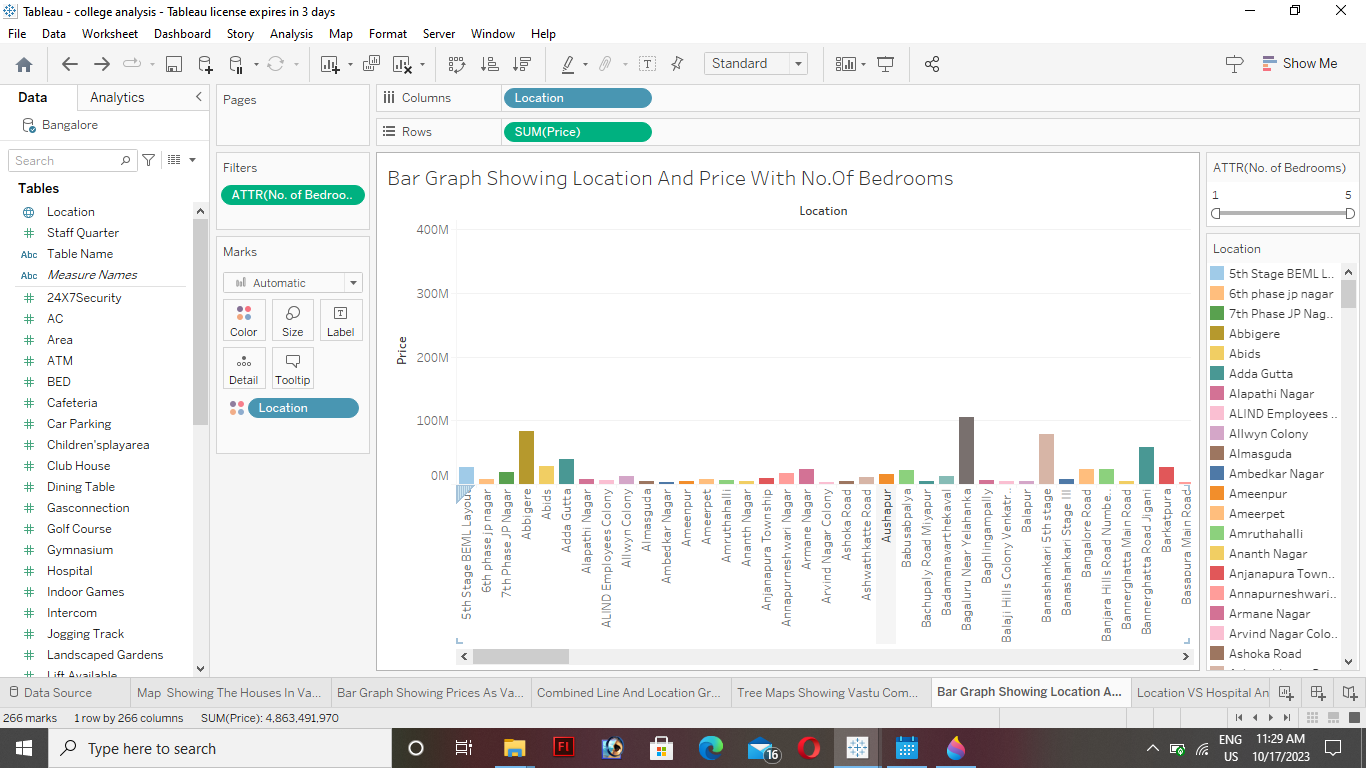 Tableau - college analysis - Tableau license expires in 3 days
File Data Worksheet Dashboard Story Analysis Map Format Server Window Help
Standard
Show Me
Data Analytics
Bangalore
Search
Tables
Location
Staff Quarter
Abc Table Name
Abc Measure Names
24X7Security
AC
Area
ATM
BED
Cafeteria
Car Parking
Children'splayarea
Club House
Dining Table
Gasconnection
Golf Course
Gymnasium
Hospital
Indoor Games
Intercom
Jogging Track
Landscaped Gardens
Lift Available
Pages
Filters
ATTR(No. of Bedroo..
Marks
Automatic
Color Size Label
Detail Tooltip
Location
Columns Location
Rows SUM(Price)
Bar Graph Showing Location And Price With No.Of Bedrooms
Location
Price
400M
300M
200M
100M
0M
5th Stage BEML Layout
6th phase jp nagar
7th Phase JP Nagar
Abbigere
Abids
Adda Gutta
Alapathi Nagar
ALIND Employees Colony
Allwyn Colony
Almasguda
Ambedkar Nagar
Ameenpur
Ameerpet
Amruthahalli
Ananth Nagar
Anjanapura Township
Annapurneshwari Nagar
Armane Nagar
Arvind Nagar Colony
Ashoka Road
Ashwathkatte Road
Aushapur
Babusabpalya
Bachupaly Road Miyapur
Badamanavarthekaval
Bagaluru Near Yelahanka
Baghlingampally
Balaji Hills Colony Venkatr..
Balapur
Banashankari 5th stage
Banashankari Stage III
Bangalore Road
Banjara Hills Road Numbe..
Bannerghatta Main Road
Bannerghatta Road Jigani
Barkatpura
Basapura Main Road
ATTR(No. of Bedrooms)
1 5
Location
5th Stage BEML L..
6th phase jp nagar
7th Phase JP Nag..
Abbigere
Abids
Adda Gutta
Alapathi Nagar
ALIND Employees ..
Allwyn Colony
Almasguda
Ambedkar Nagar
Ameenpur
Ameerpet
Amruthahalli
Ananth Nagar
Anjanapura Town..
Annapurneshwari..
Armane Nagar
Arvind Nagar Colo..
Ashoka Road
Data Source
Map Showing The Houses In Va...
Bar Graph Showing Prices As Va...
Combined Line And Location Gr...
Tree Maps Showing Vastu Com...
Bar Graph Showing Location A...
Location VS Hospital An
266 marks 1 row by 266 columns SUM(Price): 4,863,491,970
Type here to search
Fl
16
ENG
US
11:29 AM
10/17/2023